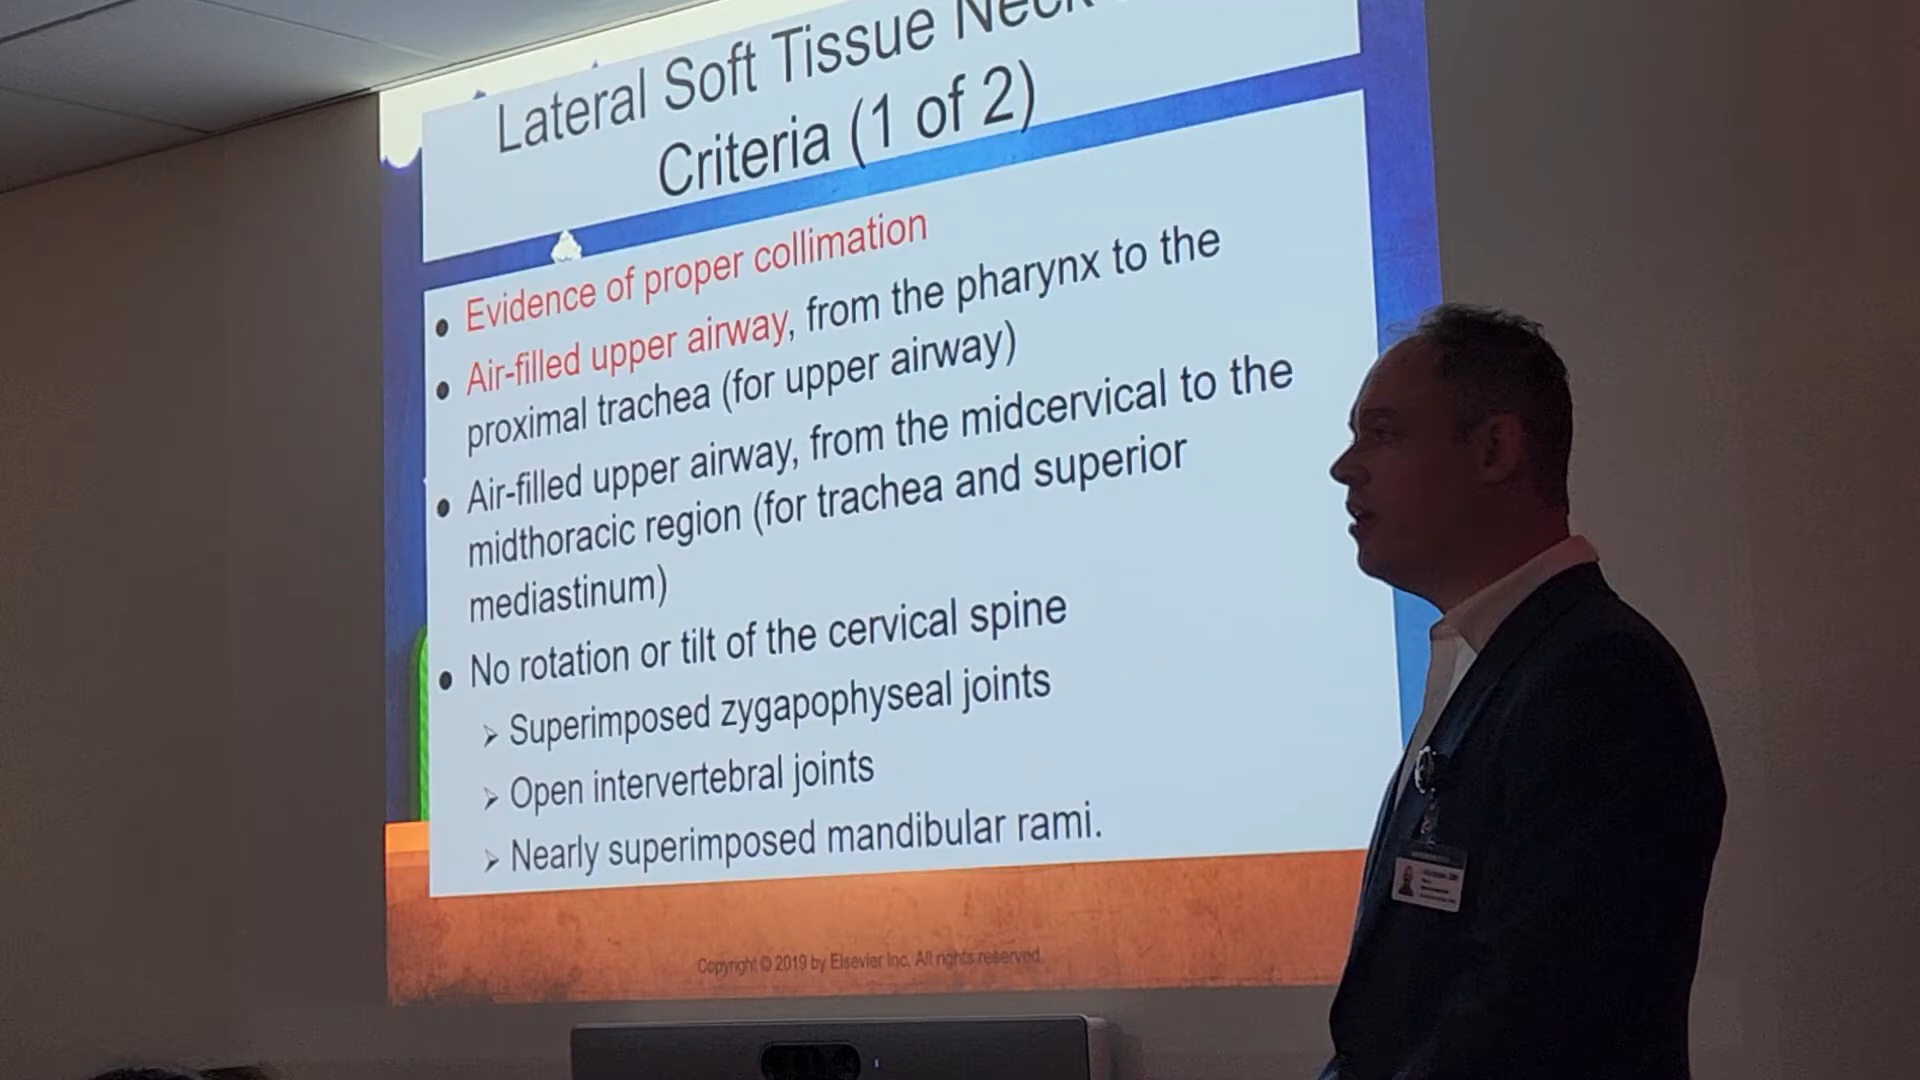 Lateral Soft Tissue Neck
Criteria (1 of 2)
• Evidence of proper collimation
• Air-filled upper airway, from the pharynx to the
proximal trachea (for upper airway)
• Air-filled upper airway, from the midcervical to the
midthoracic region (for trachea and superior
mediastinum)
• No rotation or tilt of the cervical spine
➢ Superimposed zygapophyseal joints
➢ Open intervertebral joints
➢ Nearly superimposed mandibular rami.
Copyright © 2019 by Elsevier Inc. All rights reserved.